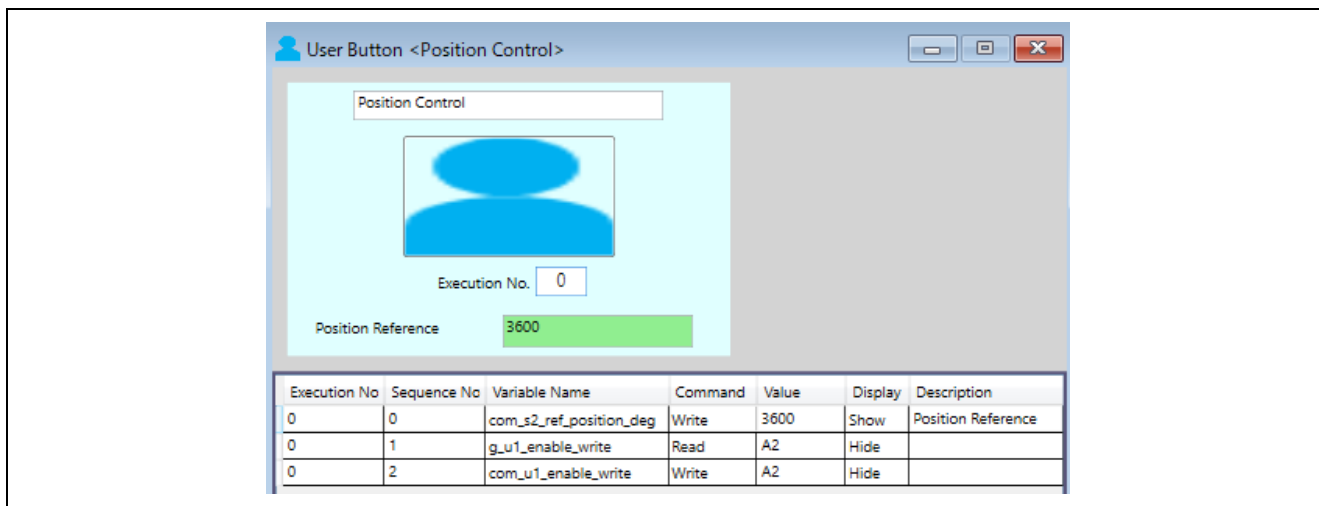 User Button <Position Control>
Position Control
Execution No. 0
Position Reference 3600
Execution No Sequence No Variable Name Command Value Display Description
0 0 com_s2_ref_position_deg Write 3600 Show Position Reference
0 1 g_u1_enable_write Read A2 Hide
0 2 com_u1_enable_write Write A2 Hide